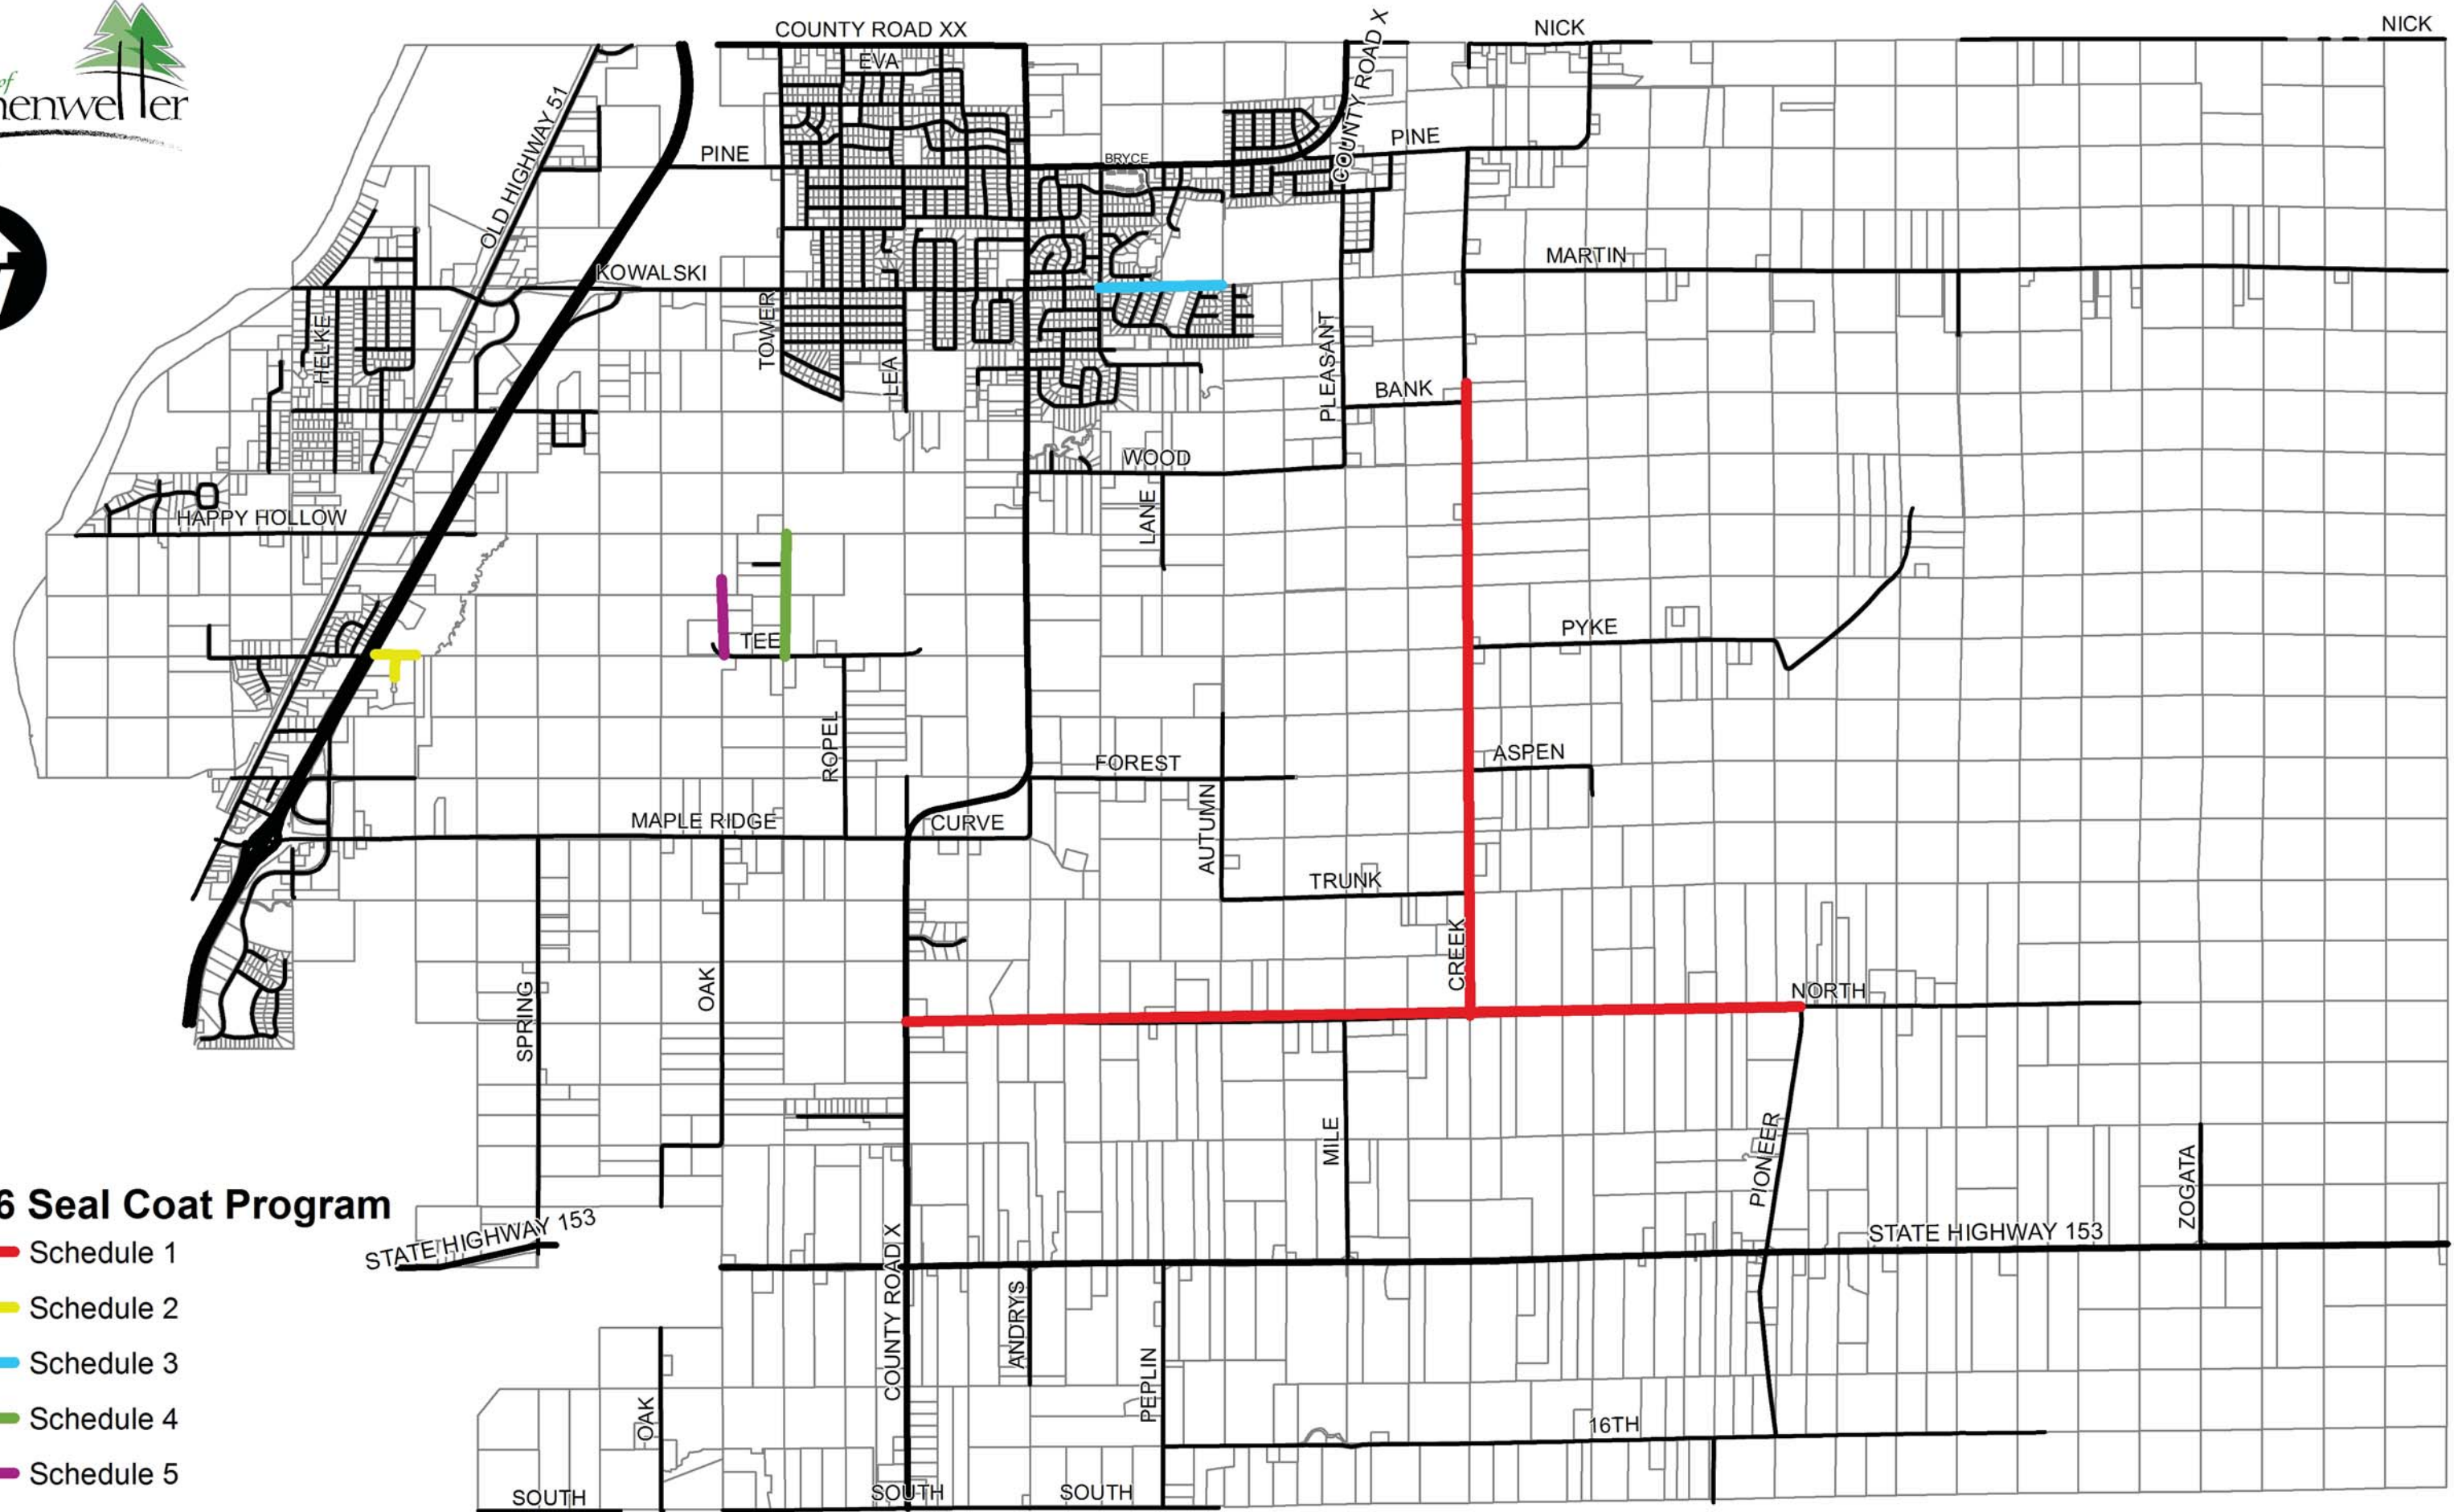 of
COUNTY ROAD XX
COUNTY ROAD X
NICK
NICK
EVA
OLD HIGHWAY 51
PINE
BRYCE
PINE
KOWALSKI
MARTIN
HELKE
TOWER
LEA
PLEASANT
BANK
WOOD
LANE
HAPPY HOLLOW
TEE
PYKE
ROPEL
FOREST
ASPEN
MAPLE RIDGE
CURVE
AUTUMN
TRUNK
CREEK
SPRING
OAK
NORTH
MILE
PIONEER
ZOGATA
6 Seal Coat Program
STATE HIGHWAY 153
STATE HIGHWAY 153
Schedule 1
Schedule 2
Schedule 3
Schedule 4
Schedule 5
COUNTY ROAD X
ANDRYS
PEPLIN
OAK
16TH
SOUTH
SOUTH
SOUTH